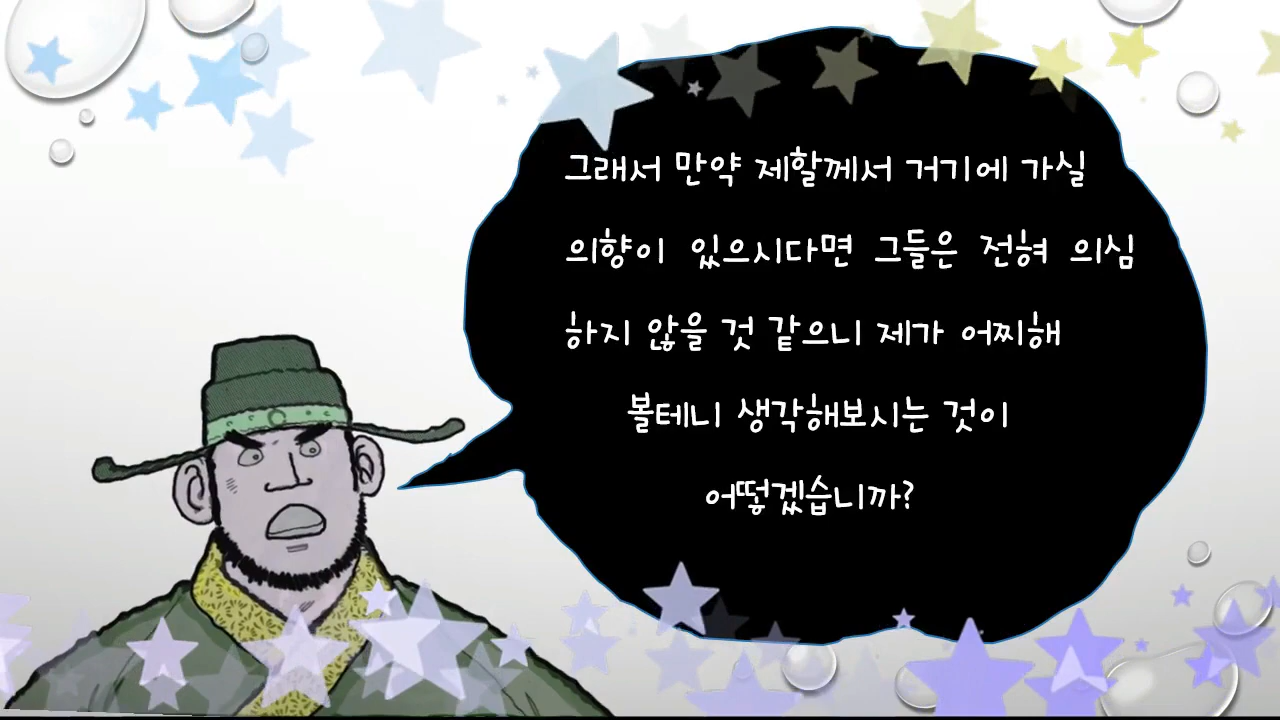 그래서 만약 제할께서 거기에 가실
의향이 있으시다면 그들은 전혀 의심
하지 않을 것 같으니 제가 어찌해
볼테니 생각해보시는 것이
어떻겠습니까?